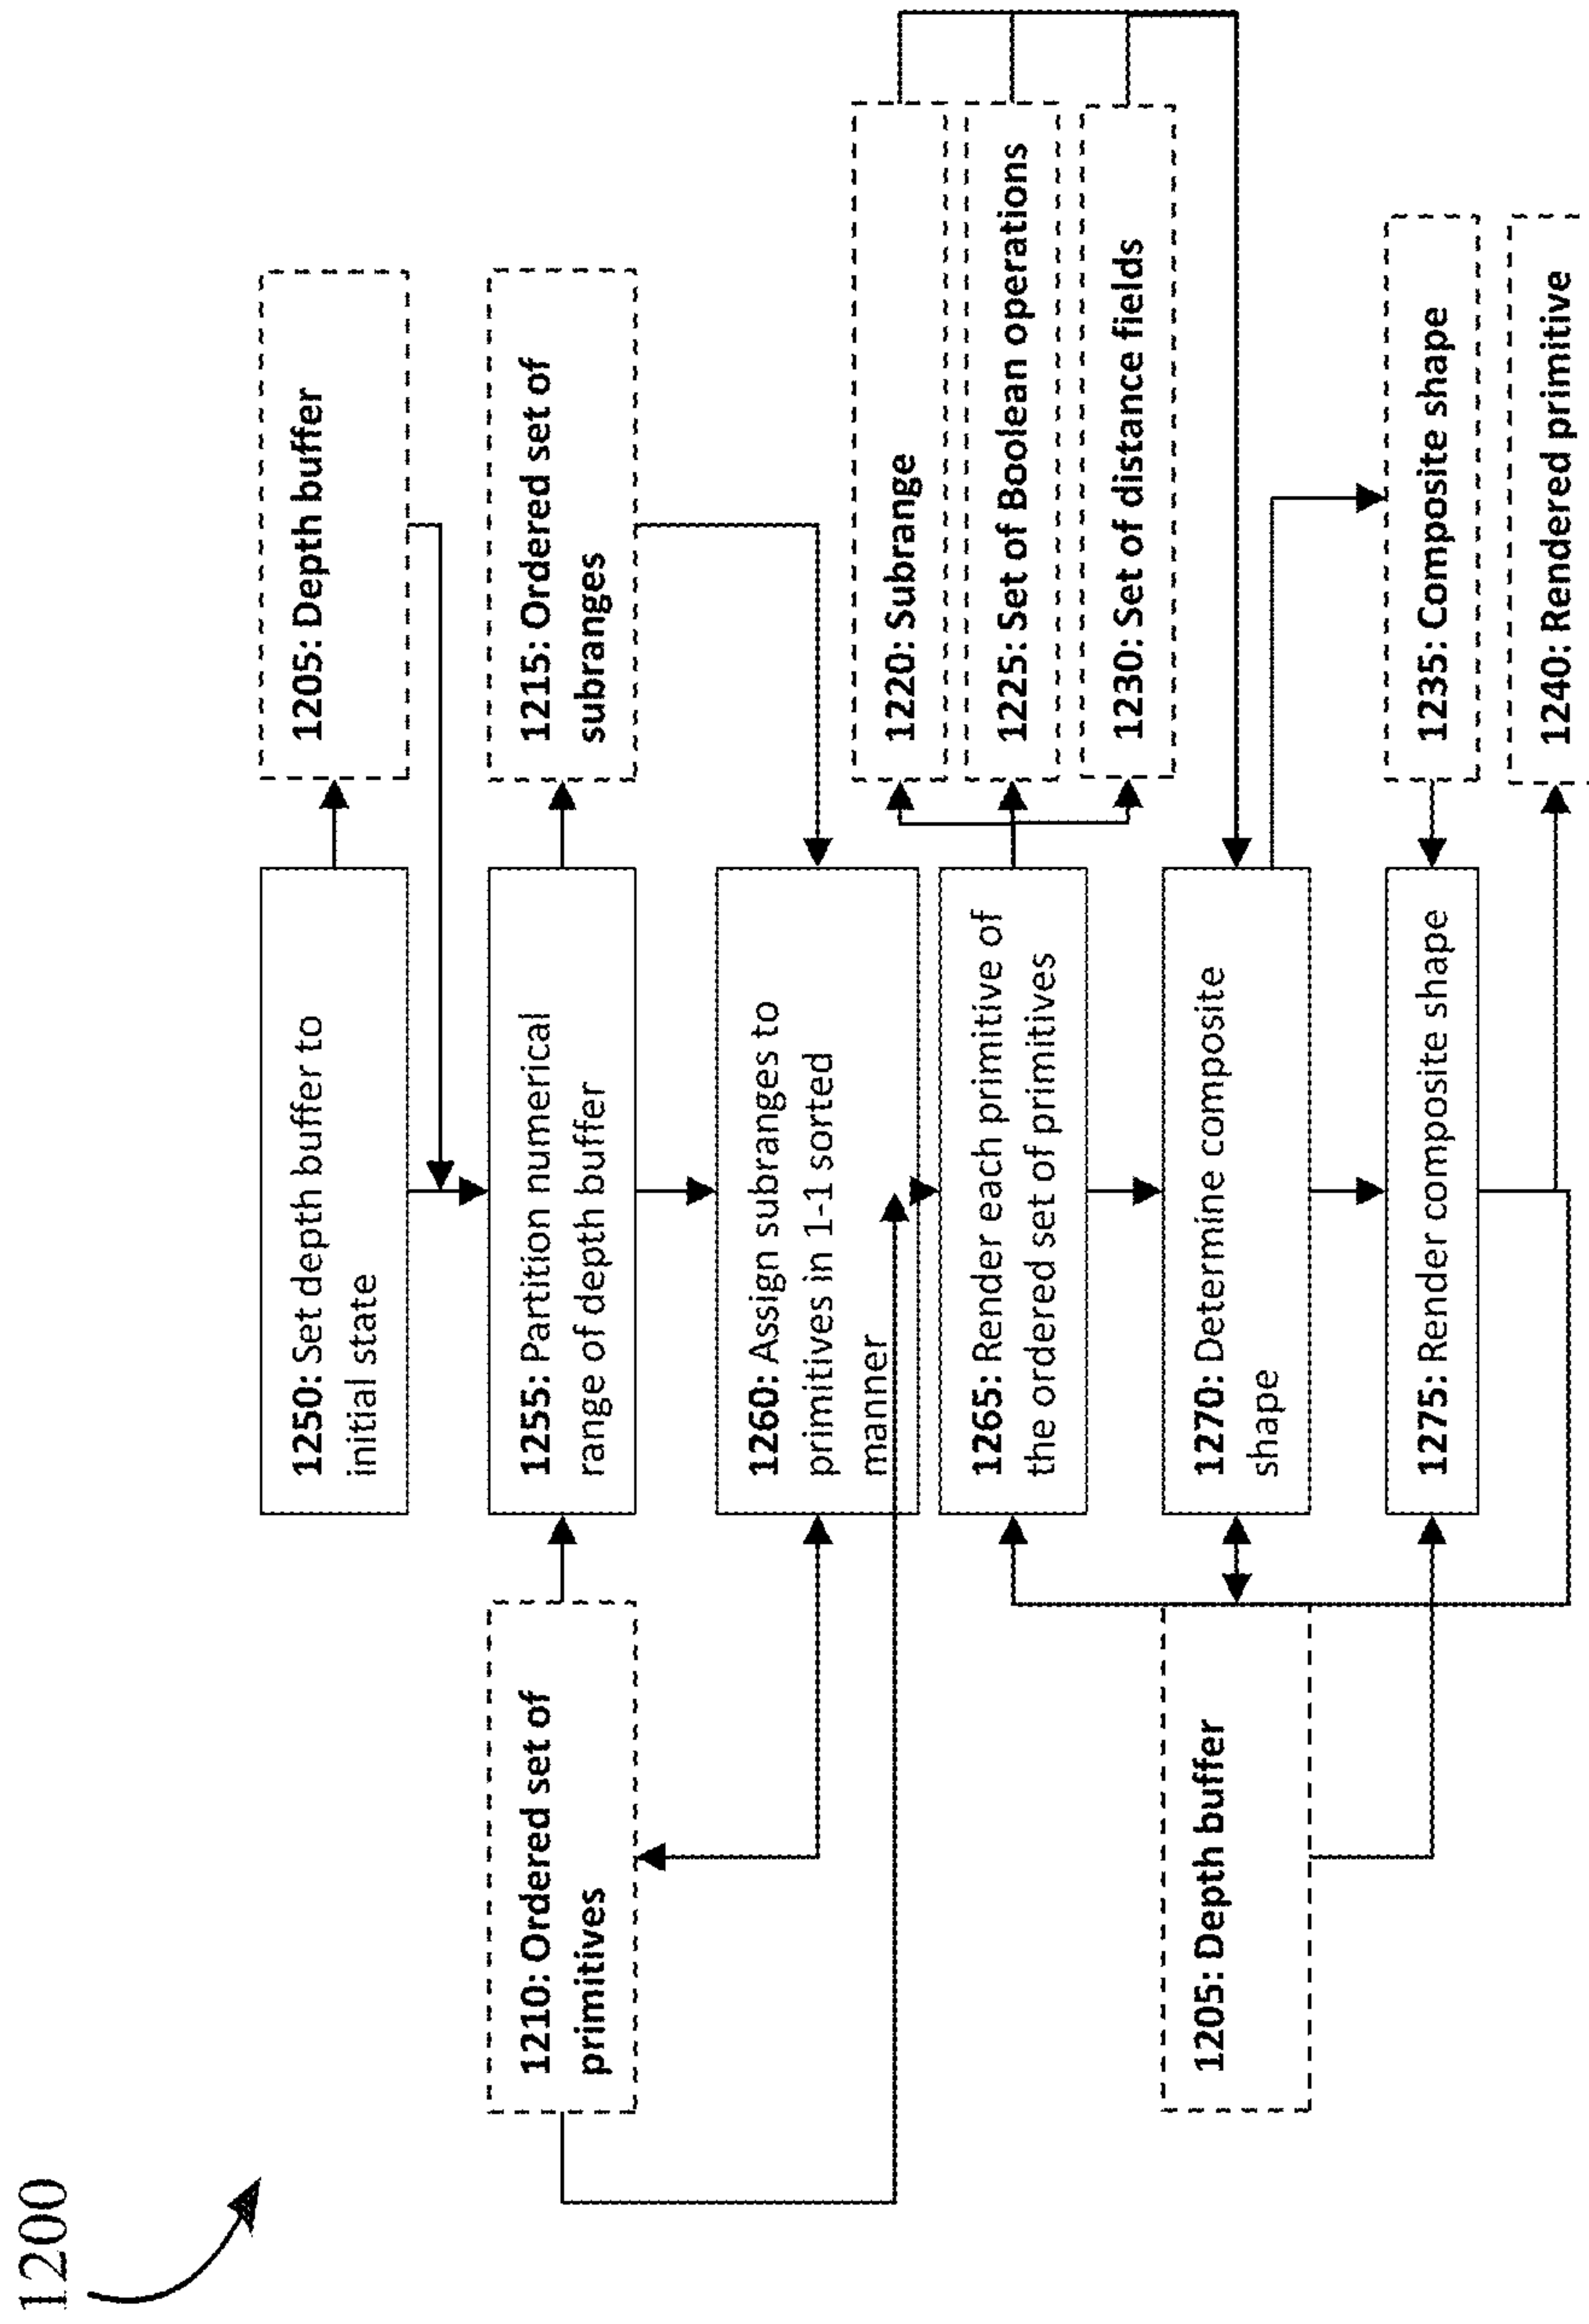 1200
1250: Set depth buffer to
initial state
1205: Depth buffer
1210: Ordered set of
primitives
1255: Partition numerical
range of depth buffer
1215: Ordered set of
subranges
1260: Assign subranges to
primitives in 1-1 sorted
manner
1265: Render each primitive of
the ordered set of primitives
1220: Subrange
1225: Set of Boolean operations
1230: Set of distance fields
1205: Depth buffer
1270: Determine composite
shape
1275: Render composite shape
1235: Composite shape
1240: Rendered primitive